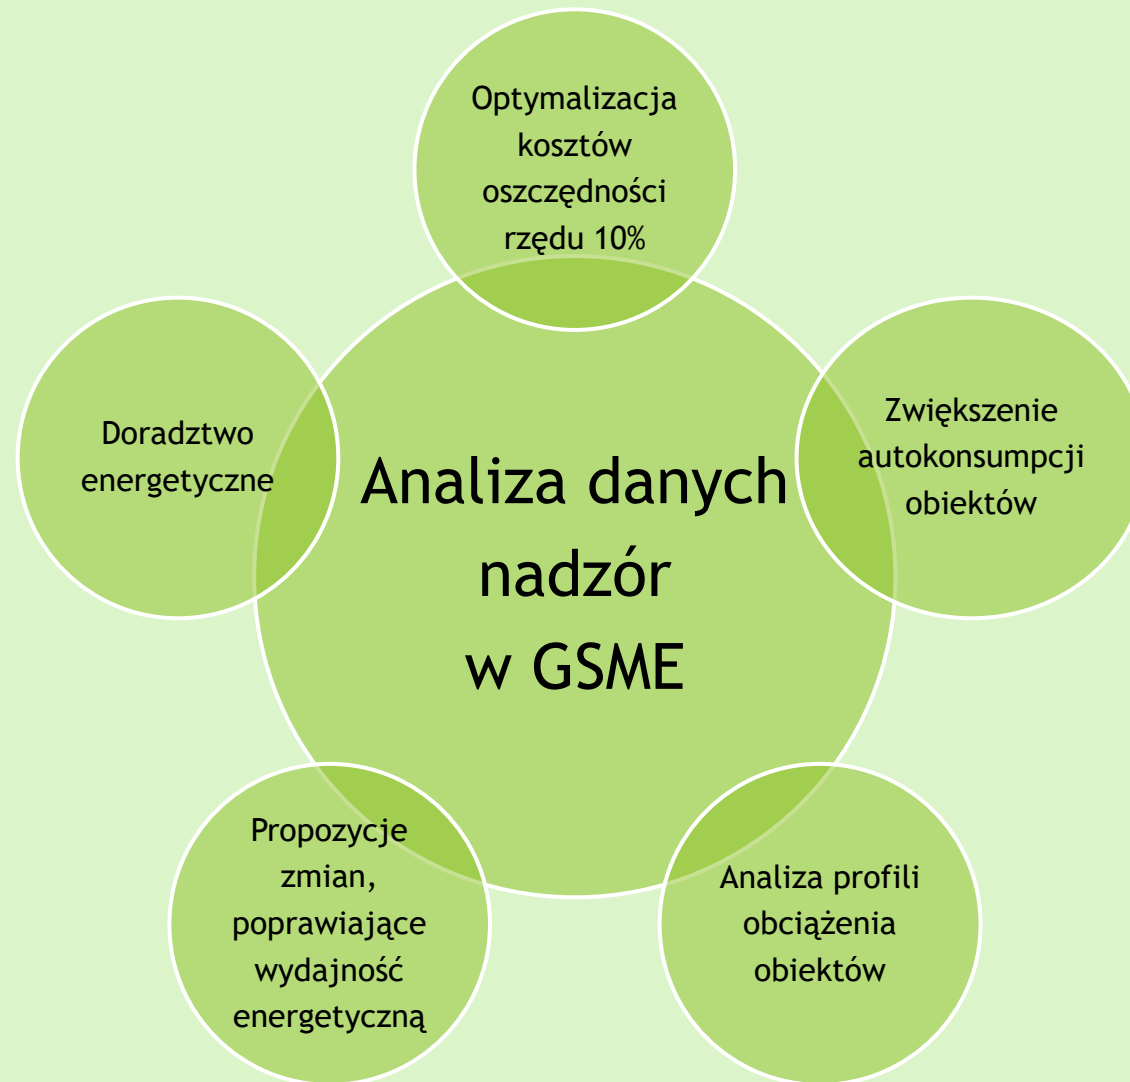 Optymalizacja
kosztów
oszczędności
rzędu 10%
Zwiększenie
autokonsumpcji
obiektów
Doradztwo
energetyczne
Analiza danych
nadzór
w GSME
Propozycje
zmian,
poprawiające
wydajność
energetyczną
Analiza profili
obciążenia
obiektów